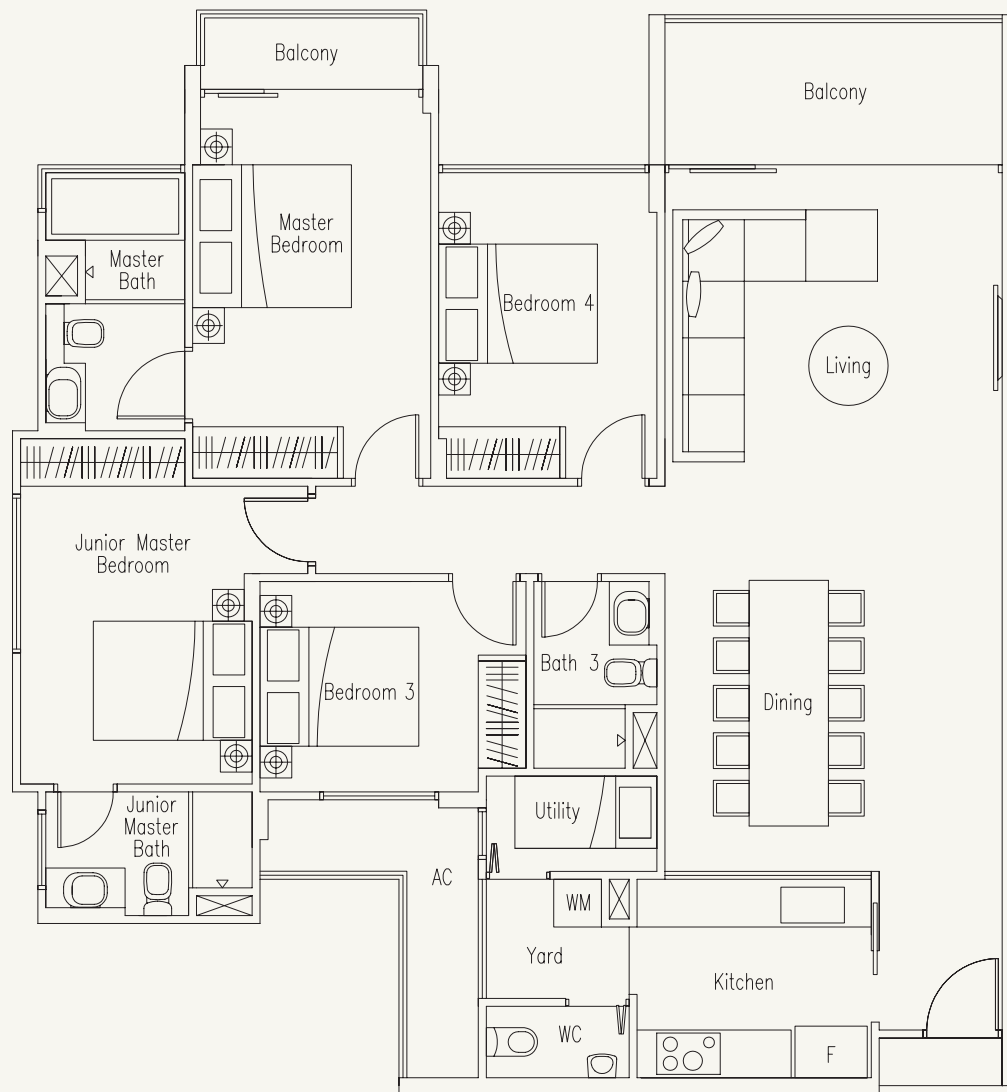 Balcony
Balcony
Master
Bedroom
Master
Bath
Bedroom 4
Living
Junior Master
Bedroom
Bath 3
Bedroom 3
Dining
Junior
Master
Bath
Utility
AC
WM
Yard
Kitchen
WC
F